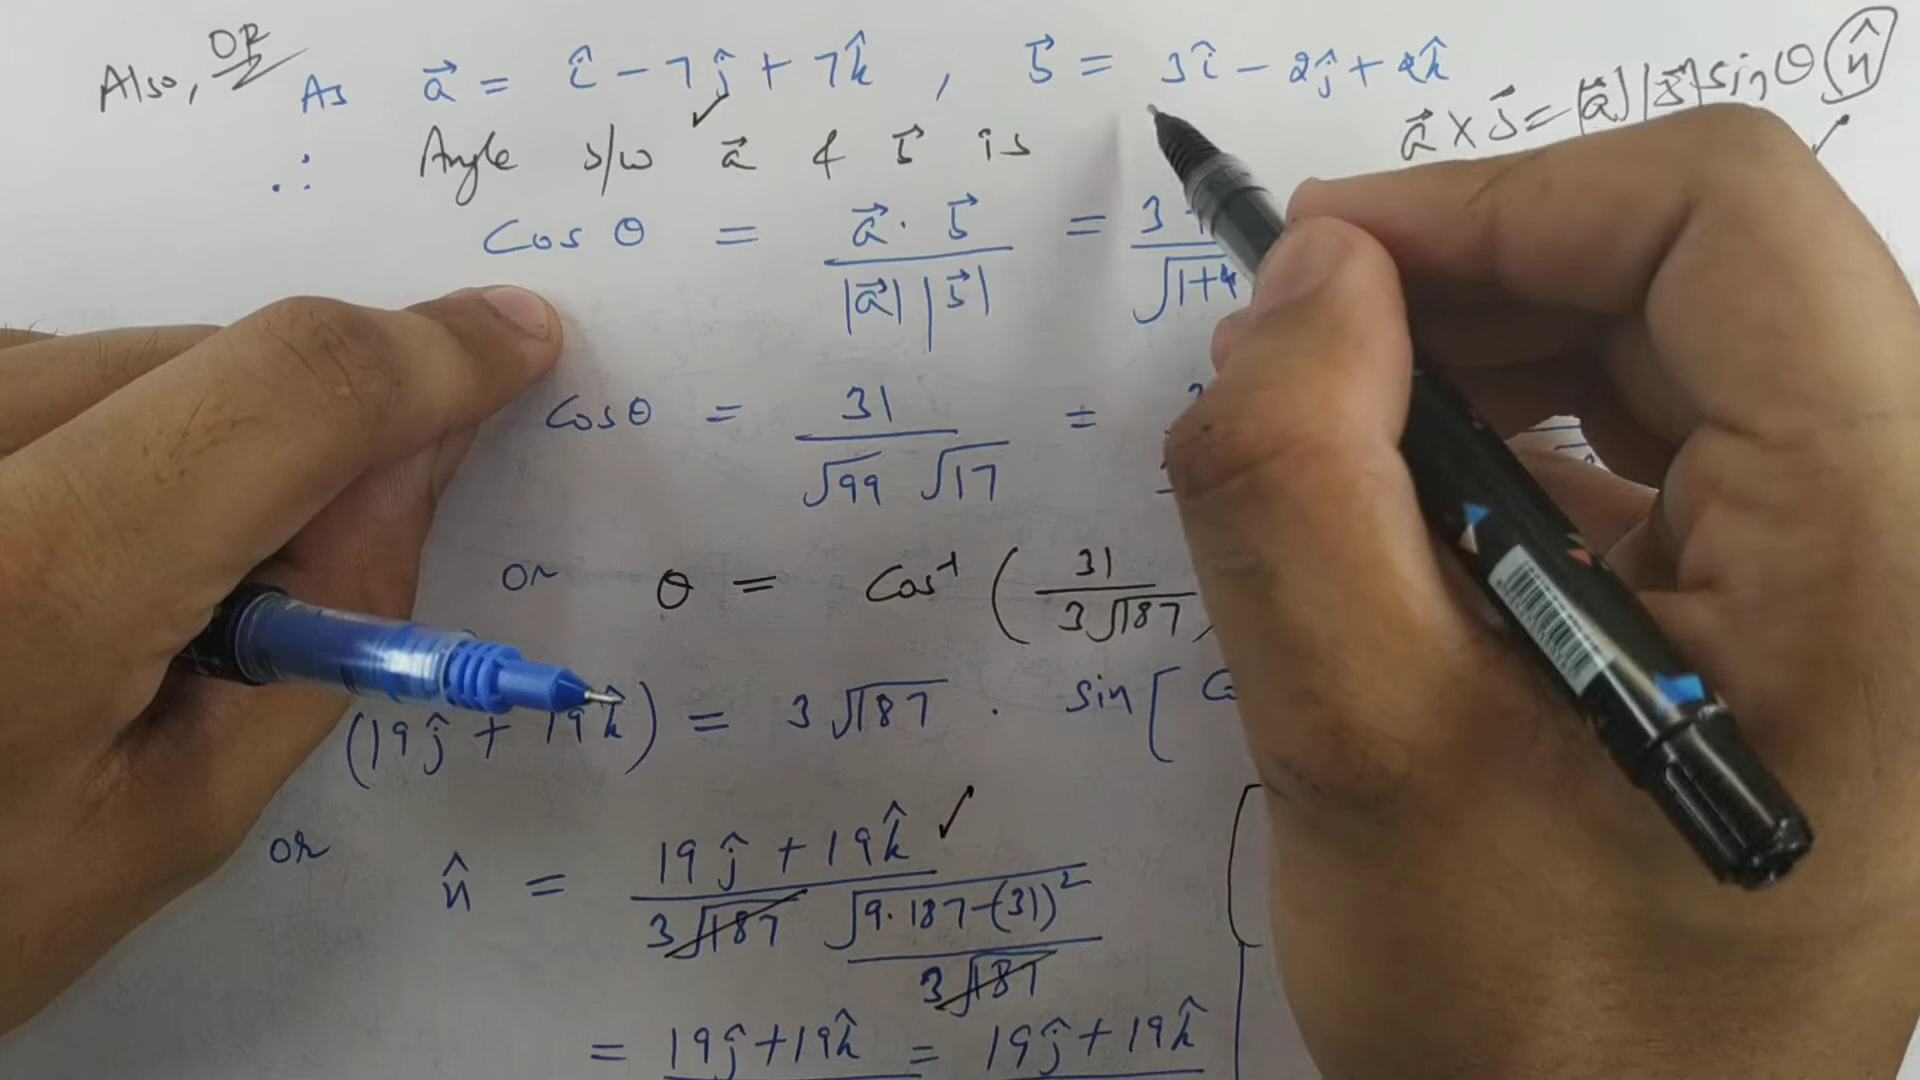 Also, OR As a⃗ = î - 7ĵ + 7k̂ , b⃗ = 3î - 2ĵ + 2k̂
a⃗ × b⃗ = |a⃗| |b⃗| sin θ n̂
∴ Angle b/w a⃗ & b⃗ is
Cos θ = a⃗ . b⃗ / |a⃗| |b⃗| = 3 + / √1+4
Cos θ = 31 / √99 √17 =
or θ = Cos⁻¹ ( 31 / 3√187
(19ĵ + 19k̂) = 3√187 . sin [
or n̂ = 19ĵ + 19k̂ / 3√187 √9.187-(31)² / 3√187
= 19ĵ + 19k̂ = 19ĵ + 19k̂